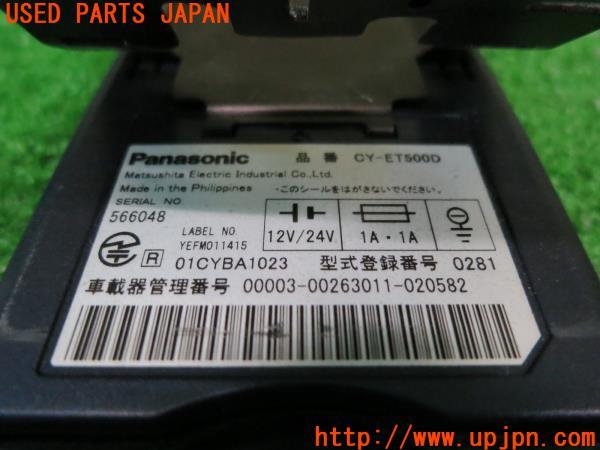 USED PARTS JAPAN
Panasonic 品番 CY-ET500D
Matsushita Electric Industrial Co.,Ltd.
Made in the Philippines ・このシールをはがさないでください。
SERIAL NO.
566048
LABEL NO.
YEFM011415
12V/24V 1A・1A
R 01CYBA1023 型式登録番号 0281
車載器管理番号 00003-00263011-020582
UPJ http://www.upjpn.com/